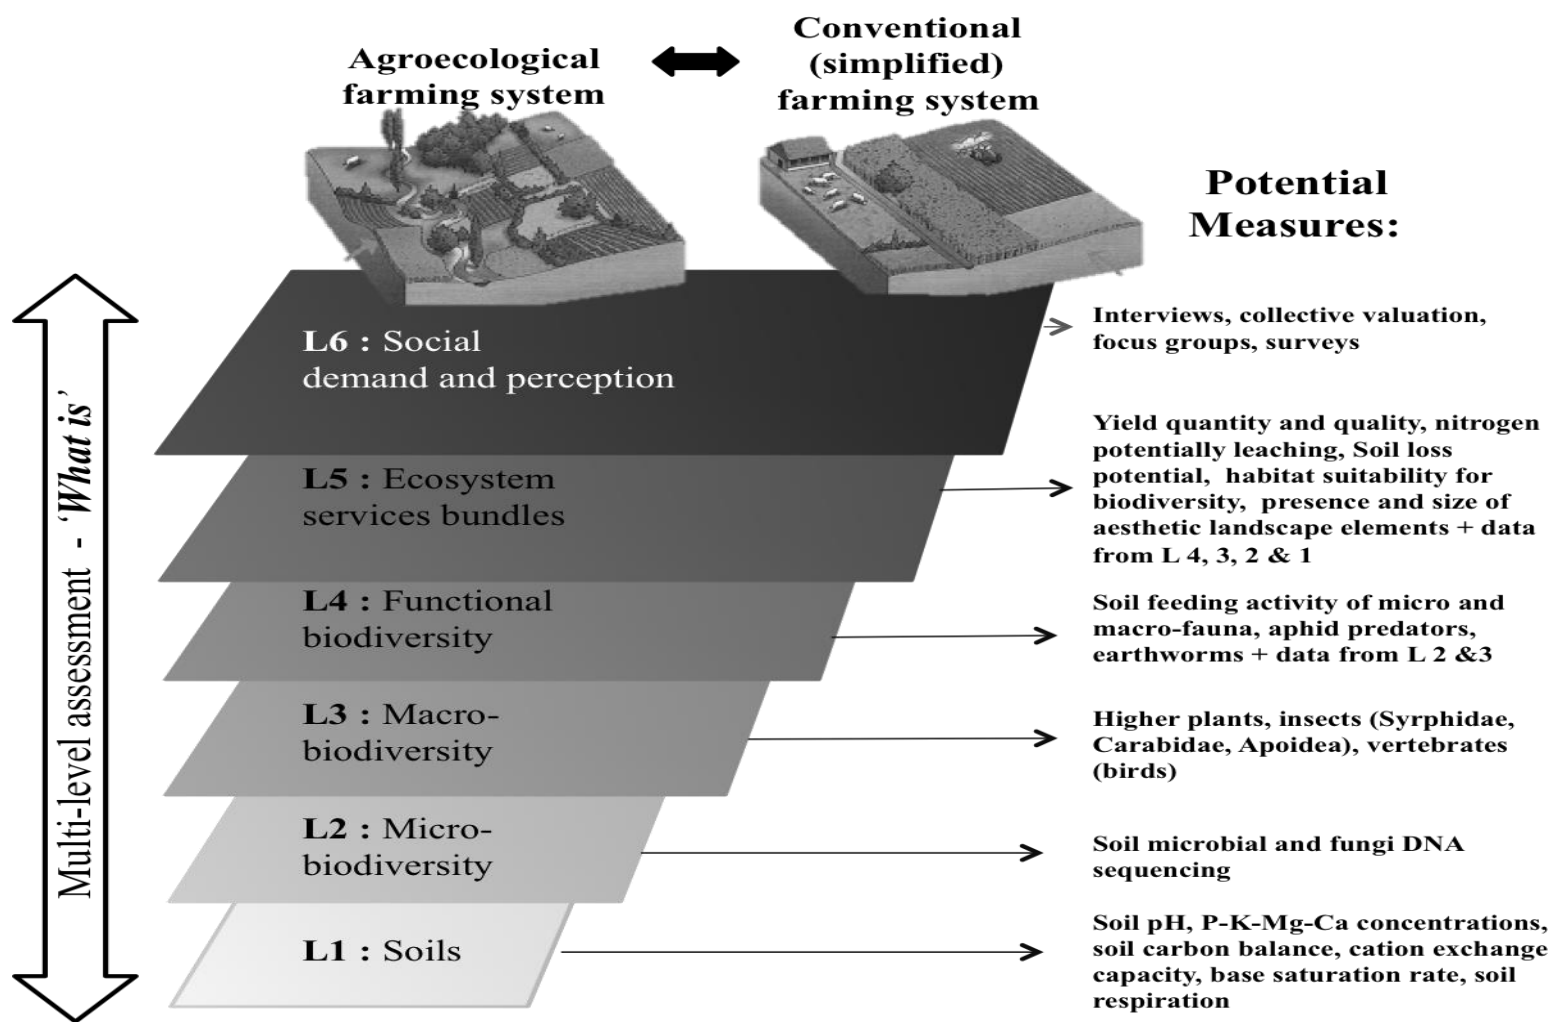 Agroecological
farming system
Conventional
(simplified)
farming system
Potential
Measures:
Multi-level assessment - 'What is'
L6 : Social
demand and perception
Interviews, collective valuation,
focus groups, surveys
L5 : Ecosystem
services bundles
Yield quantity and quality, nitrogen
potentially leaching, Soil loss
potential, habitat suitability for
biodiversity, presence and size of
aesthetic landscape elements + data
from L 4, 3, 2 & 1
L4 : Functional
biodiversity
Soil feeding activity of micro and
macro-fauna, aphid predators,
earthworms + data from L 2 &3
L3 : Macro-
biodiversity
Higher plants, insects (Syrphidae,
Carabidae, Apoidea), vertebrates
(birds)
L2 : Micro-
biodiversity
Soil microbial and fungi DNA
sequencing
L1 : Soils
Soil pH, P-K-Mg-Ca concentrations,
soil carbon balance, cation exchange
capacity, base saturation rate, soil
respiration